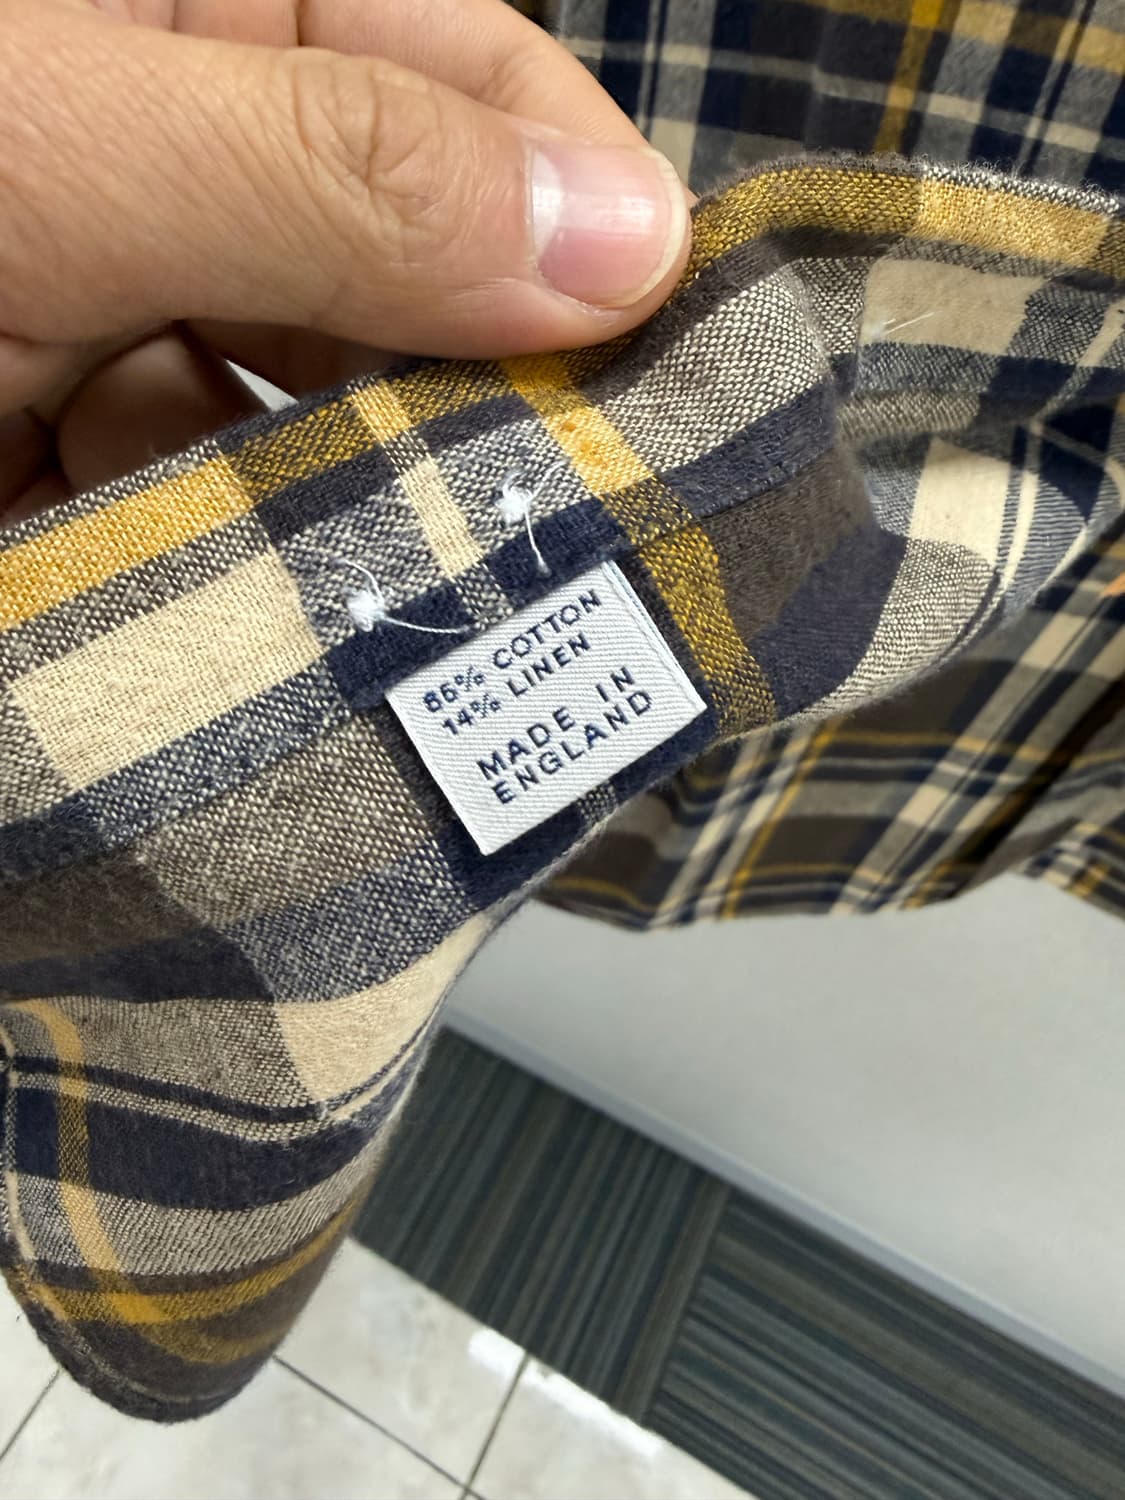 86% COTTON
14% LINEN
MADE IN
ENGLAND